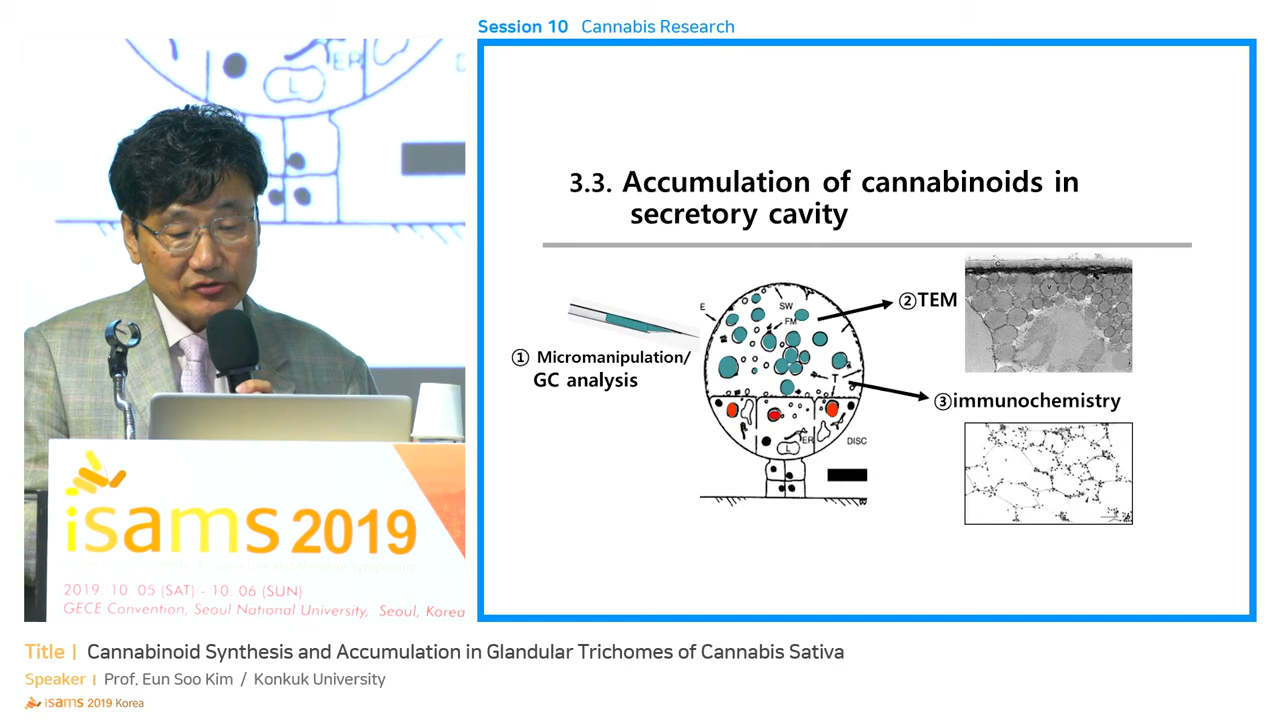 Session 10 Cannabis Research
ER
L
3.3. Accumulation of cannabinoids in
secretory cavity
① Micromanipulation/
GC analysis
E
SW
FM
T
ER
L
DISC
②TEM
C
V
③immunochemistry
isams 2019
2019. 10. 05 (SAT) - 10. 06 (SUN)
GECE Convention, Seoul National University, Seoul, Korea
Title | Cannabinoid Synthesis and Accumulation in Glandular Trichomes of Cannabis Sativa
Speaker | Prof. Eun Soo Kim / Konkuk University
isams 2019 Korea